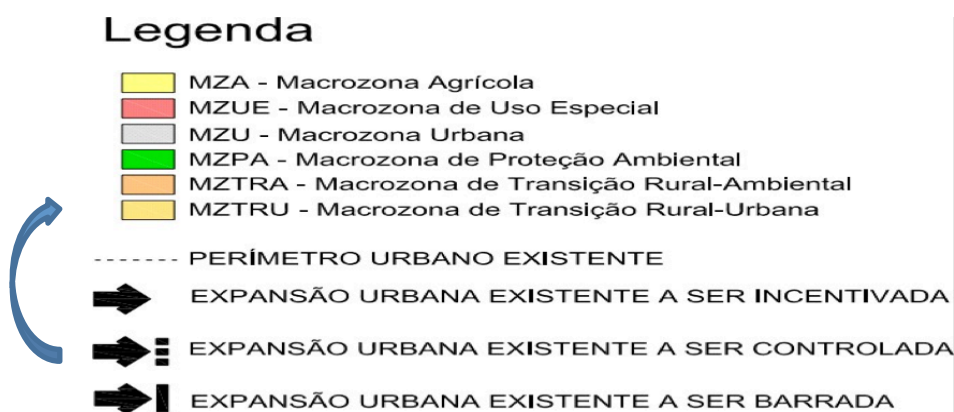 Legenda
MZA - Macrozona Agrícola
MZUE - Macrozona de Uso Especial
MZU - Macrozona Urbana
MZPA - Macrozona de Proteção Ambiental
MZTRA - Macrozona de Transição Rural-Ambiental
MZTRU - Macrozona de Transição Rural-Urbana
PERÍMETRO URBANO EXISTENTE
EXPANSÃO URBANA EXISTENTE A SER INCENTIVADA
EXPANSÃO URBANA EXISTENTE A SER CONTROLADA
EXPANSÃO URBANA EXISTENTE A SER BARRADA